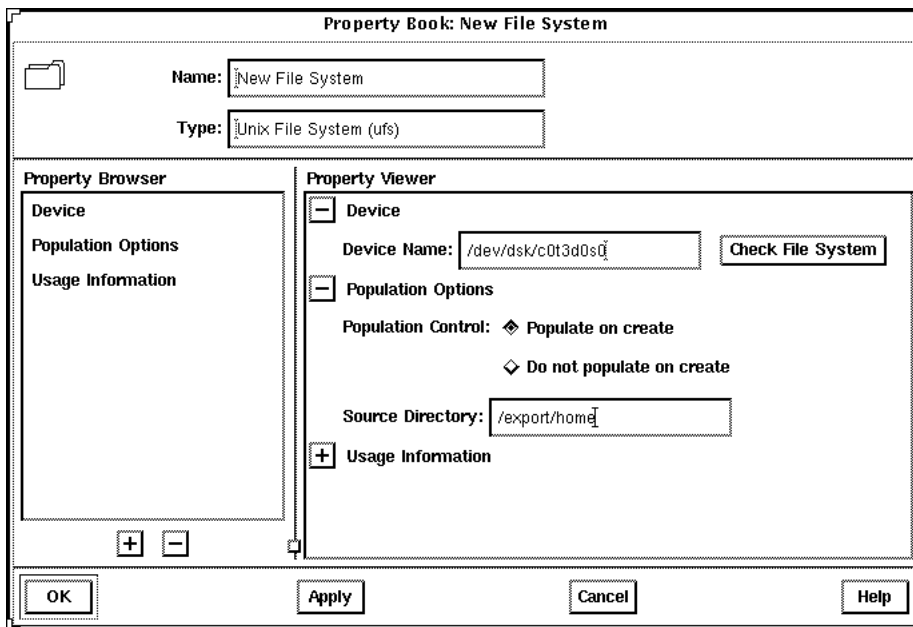 Property Book: New File System
Name: New File System
Type: Unix File System (ufs)
Property Browser
Device
Population Options
Usage Information
+ −
Property Viewer
− Device
Device Name: /dev/dsk/c0t3d0s0 Check File System
− Population Options
Population Control: Populate on create
Do not populate on create
Source Directory: /export/home
+ Usage Information
OK Apply Cancel Help